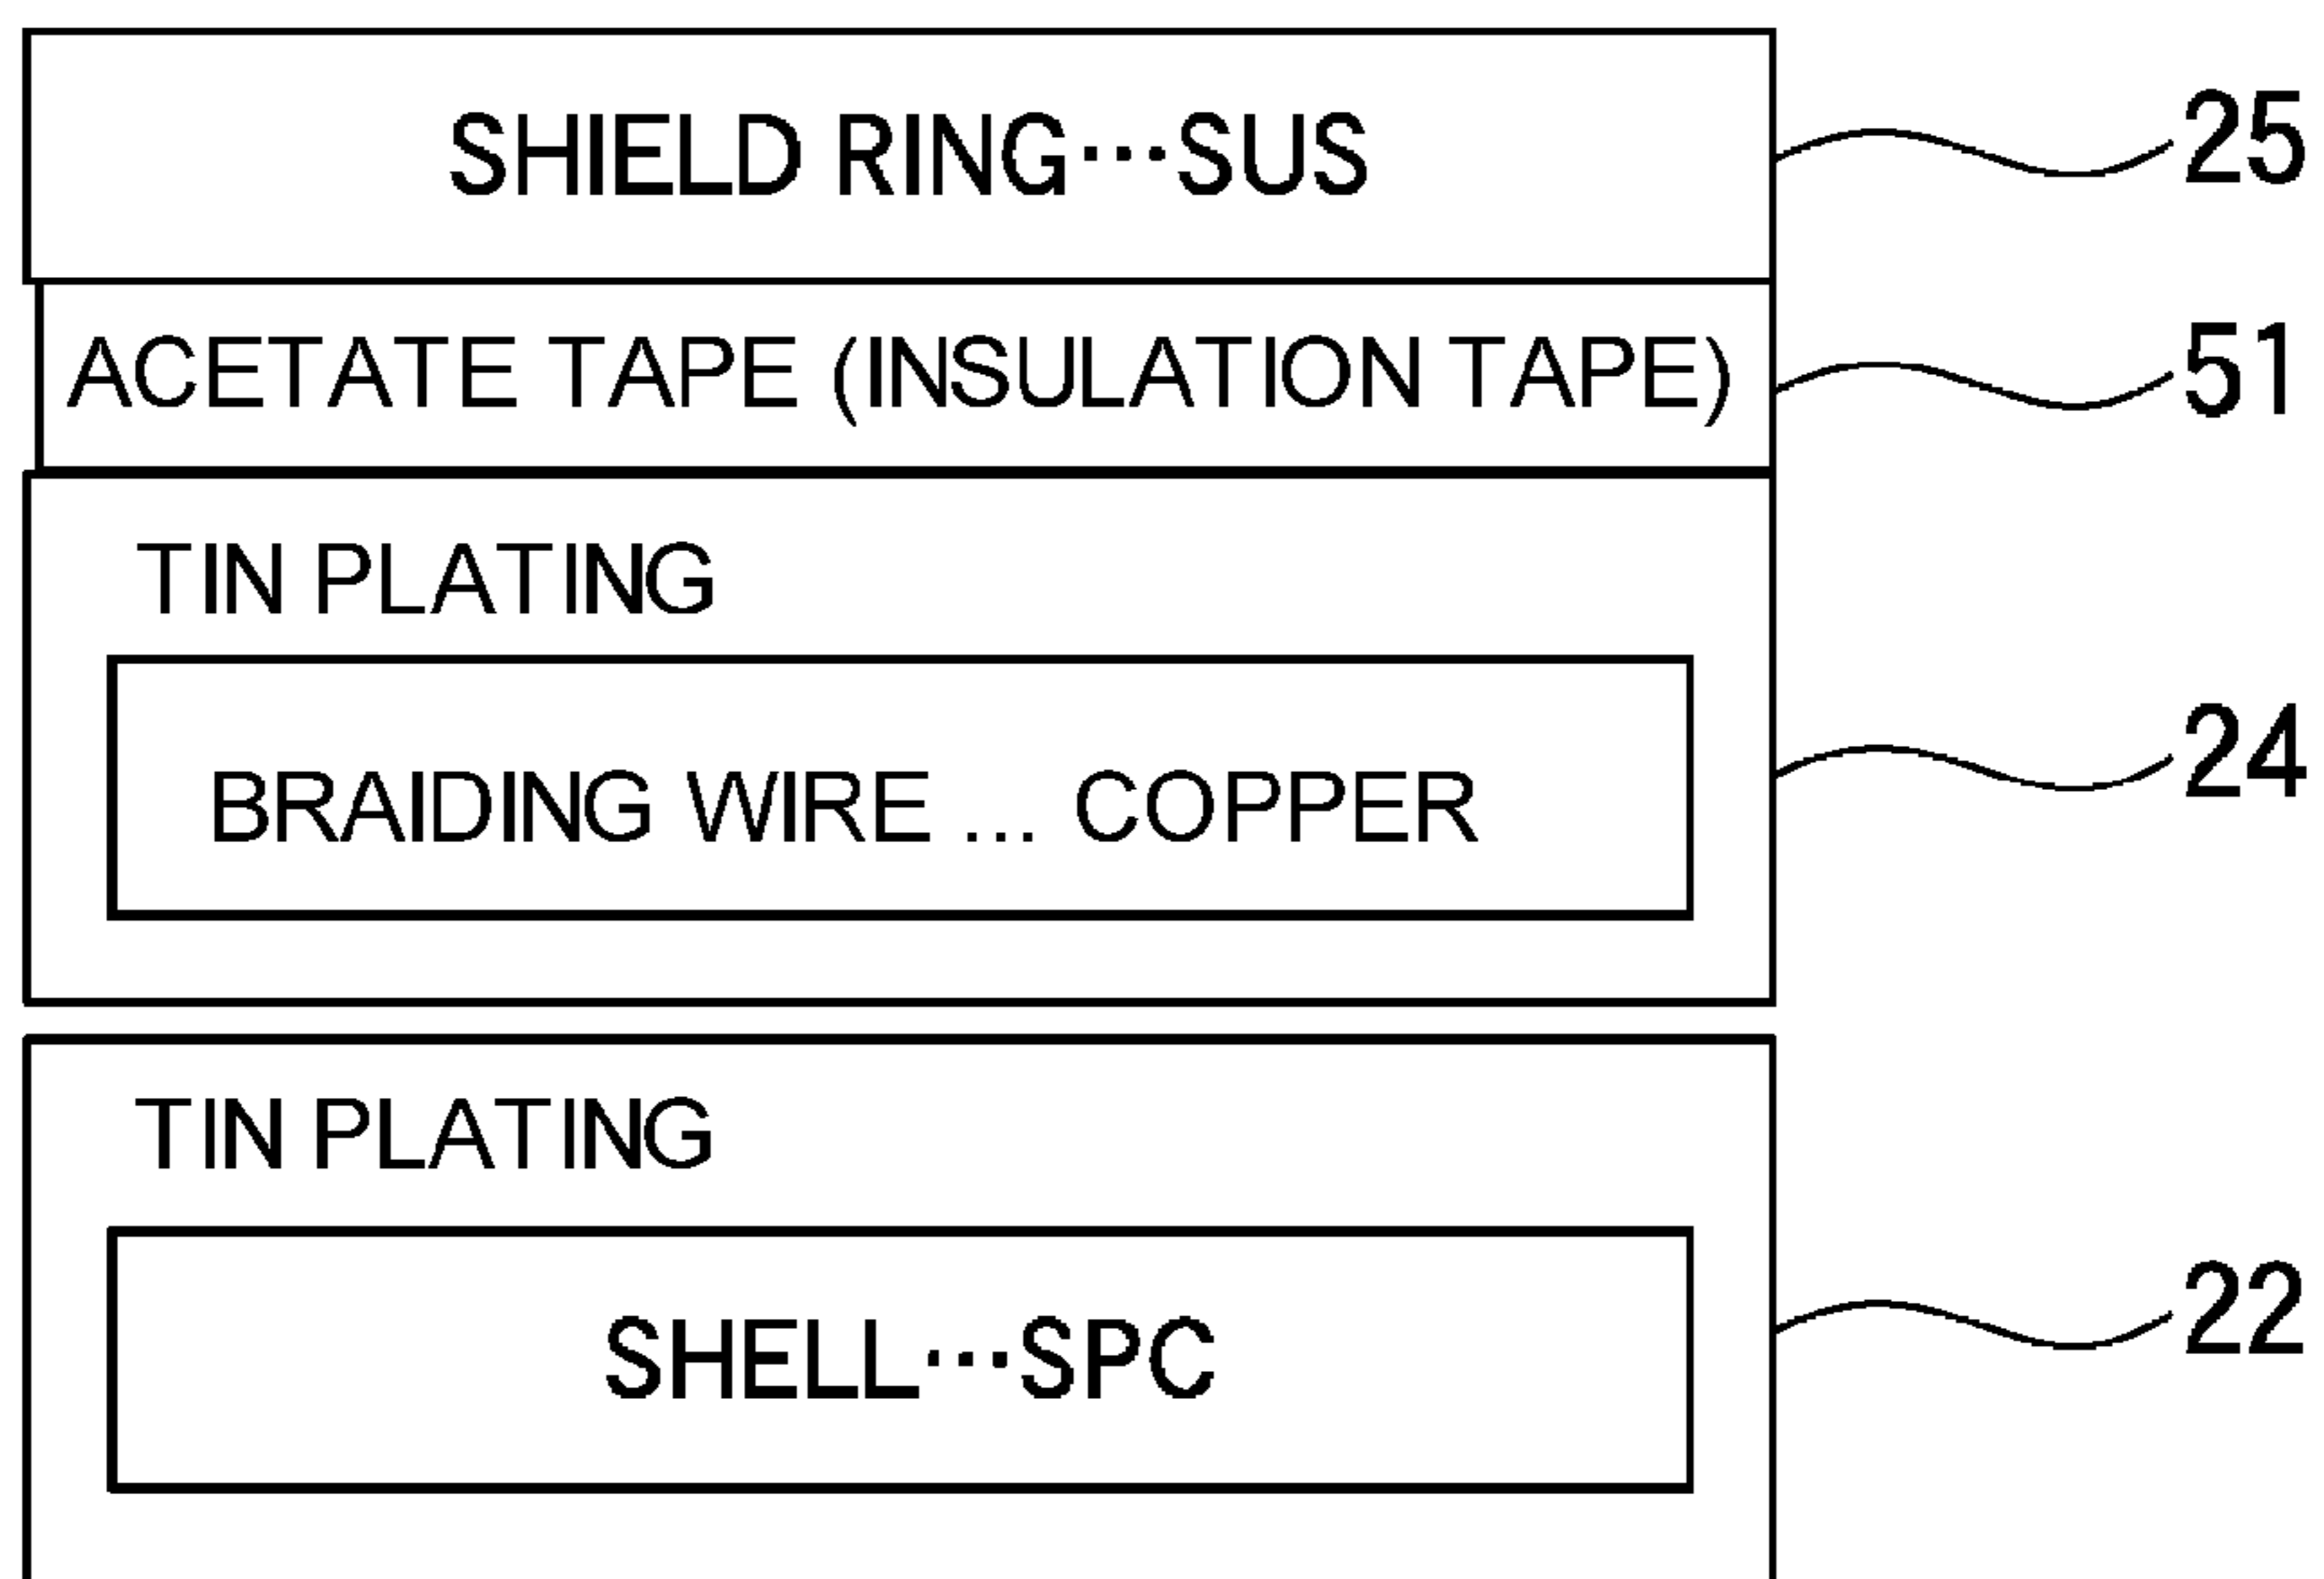 SHIELD RING···SUS
25
ACETATE TAPE (INSULATION TAPE)
51
TIN PLATING
BRAIDING WIRE ... COPPER
24
TIN PLATING
SHELL···SPC
22